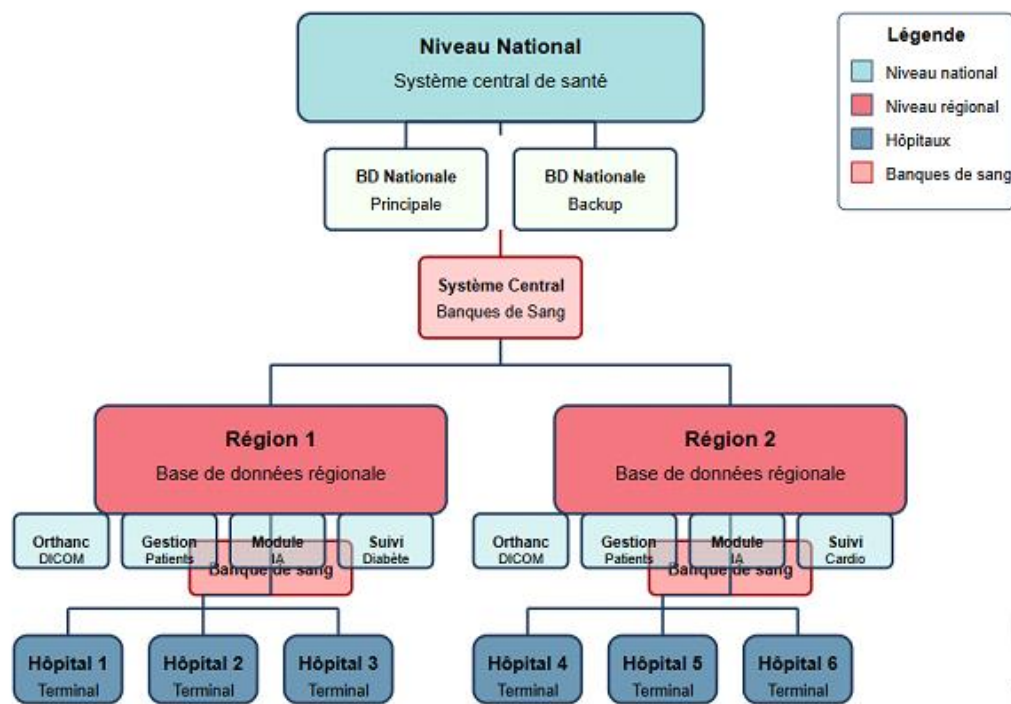 Niveau National
Système central de santé
Légende
Niveau national
Niveau régional
Hôpitaux
Banques de sang
BD Nationale
Principale
BD Nationale
Backup
Système Central
Banques de Sang
Région 1
Base de données régionale
Région 2
Base de données régionale
Orthanc
DICOM
Gestion
Patients
Module
IA
Suivi
Diabète
Banque de sang
Orthanc
DICOM
Gestion
Patients
Module
IA
Suivi
Cardio
Banque de sang
Hôpital 1
Terminal
Hôpital 2
Terminal
Hôpital 3
Terminal
Hôpital 4
Terminal
Hôpital 5
Terminal
Hôpital 6
Terminal